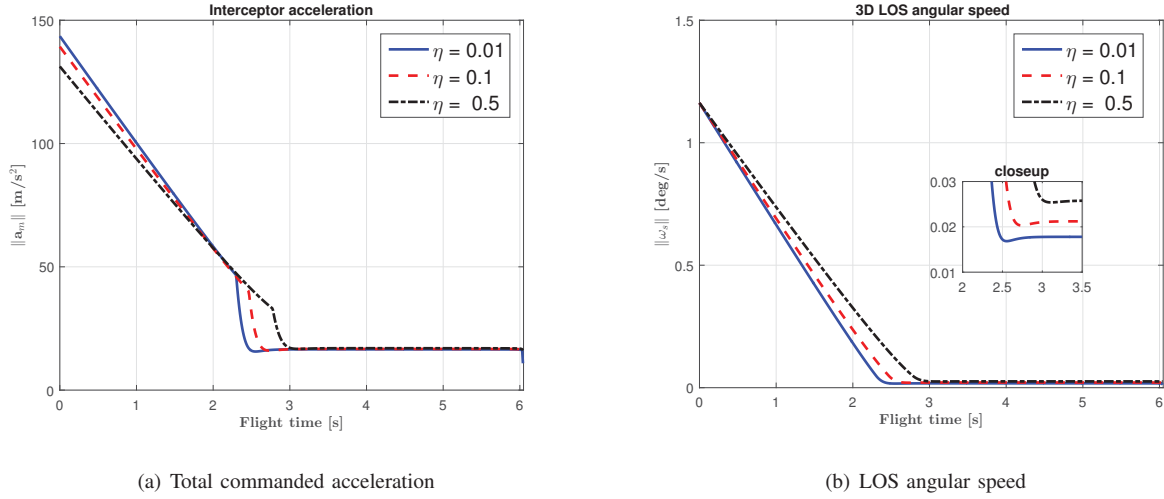 Interceptor acceleration
150
100
50
0
‖a_m‖ [m/s²]
η = 0.01
η = 0.1
η = 0.5
0 1 2 3 4 5 6
Flight time [s]
(a) Total commanded acceleration
3D LOS angular speed
1.5
1
0.5
0
‖ω_s‖ [deg/s]
η = 0.01
η = 0.1
η = 0.5
closeup
0.03
0.02
0.01
2 2.5 3 3.5
0 1 2 3 4 5 6
Flight time [s]
(b) LOS angular speed